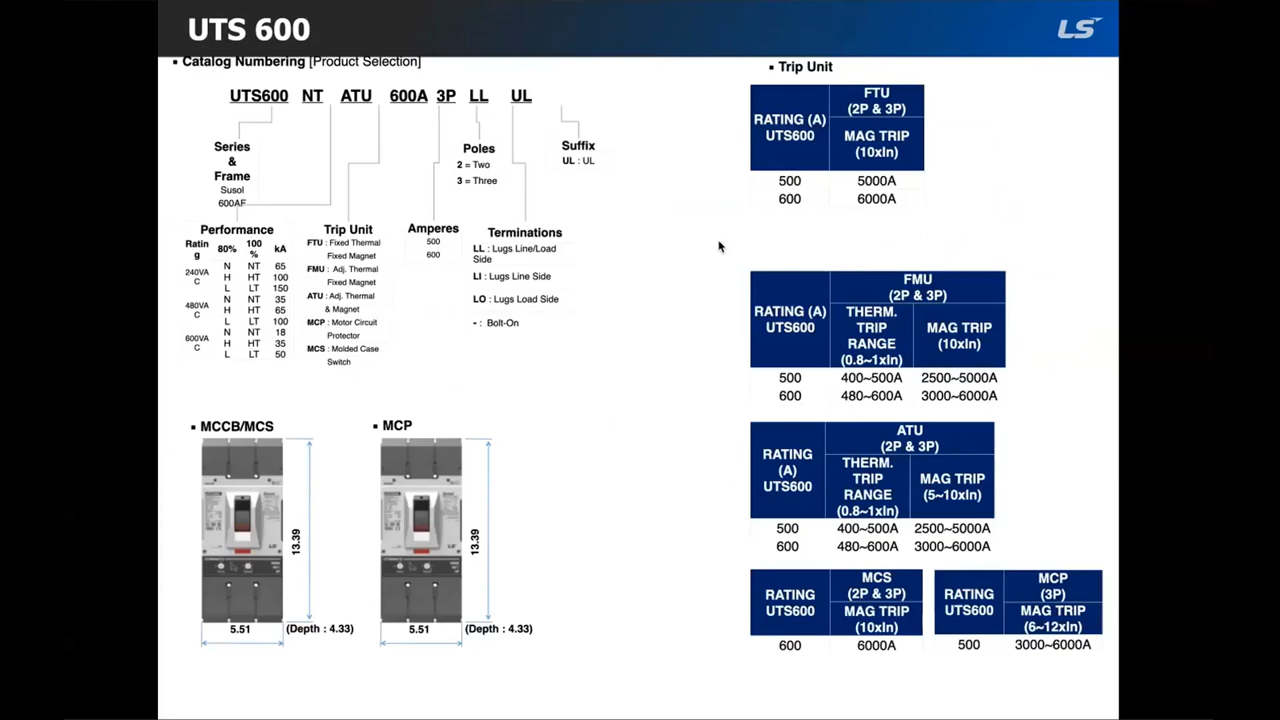 UTS 600
LS
▪ Catalog Numbering [Product Selection]
UTS600 NT ATU 600A 3P LL UL
Series
&
Frame
Susol
600AF
Poles
2 = Two
3 = Three
Suffix
UL : UL
Performance
Ratin
g
80%
100
%
kA
240VA
C
N NT 65
H HT 100
L LT 150
480VA
C
N NT 35
H HT 65
L LT 100
600VA
C
N NT 18
H HT 35
L LT 50
Trip Unit
FTU : Fixed Thermal
Fixed Magnet
FMU : Adj. Thermal
Fixed Magnet
ATU : Adj. Thermal
& Magnet
MCP : Motor Circuit
Protector
MCS : Molded Case
Switch
Amperes
500
600
Terminations
LL : Lugs Line/Load
Side
LI : Lugs Line Side
LO : Lugs Load Side
- : Bolt-On
▪ MCCB/MCS
13.39
5.51
(Depth : 4.33)
▪ MCP
13.39
5.51
(Depth : 4.33)
▪ Trip Unit
RATING (A)
UTS600
FTU
(2P & 3P)
MAG TRIP
(10xIn)
500 5000A
600 6000A
RATING (A)
UTS600
FMU
(2P & 3P)
THERM.
TRIP
RANGE
(0.8~1xIn)
MAG TRIP
(10xIn)
500 400~500A 2500~5000A
600 480~600A 3000~6000A
RATING
(A)
UTS600
ATU
(2P & 3P)
THERM.
TRIP
RANGE
(0.8~1xIn)
MAG TRIP
(5~10xIn)
500 400~500A 2500~5000A
600 480~600A 3000~6000A
RATING
UTS600
MCS
(2P & 3P)
MAG TRIP
(10xIn)
600 6000A
RATING
UTS600
MCP
(3P)
MAG TRIP
(6~12xIn)
500 3000~6000A